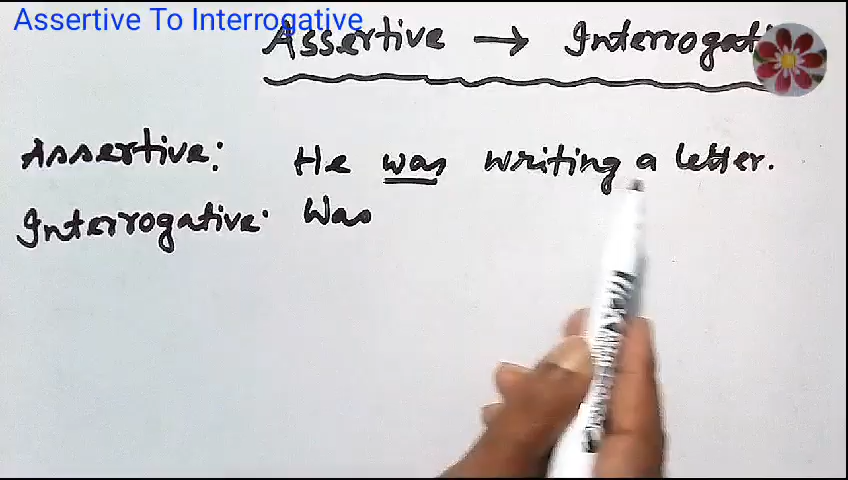 Assertive To Interrogative
Assertive → Interrogati
Assertive: He was writing a letter.
Interrogative: Was